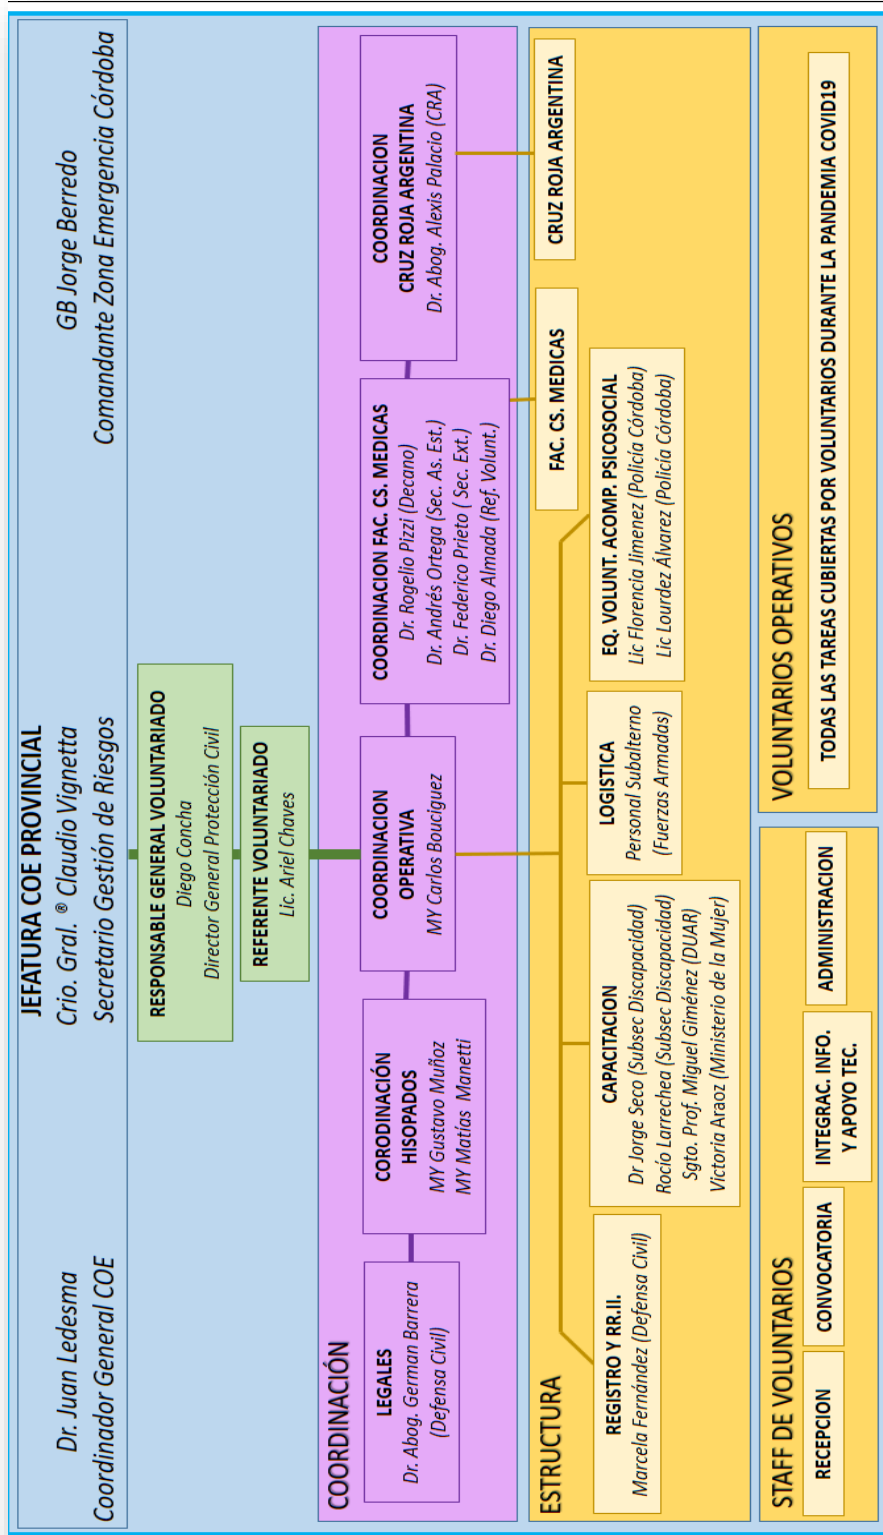 JEFATURA COE PROVINCIAL
Dr. Juan Ledesma
Coordinador General COE
Crio. Gral. ® Claudio Vignetta
Secretario Gestión de Riesgos
GB Jorge Berredo
Comandante Zona Emergencia Córdoba
RESPONSABLE GENERAL VOLUNTARIADO
Diego Concha
Director General Protección Civil
REFERENTE VOLUNTARIADO
Lic. Ariel Chaves
COORDINACIÓN
LEGALES
Dr. Abog. German Barrera
(Defensa Civil)
CORODINACIÓN
HISOPADOS
MY Gustavo Muñoz
MY Matías Manetti
COORDINACION
OPERATIVA
MY Carlos Bouciguez
COORDINACION FAC. CS. MEDICAS
Dr. Rogelio Pizzi (Decano)
Dr. Andrés Ortega (Sec. As. Est.)
Dr. Federico Prieto ( Sec. Ext.)
Dr. Diego Almada (Ref. Volunt.)
COORDINACION
CRUZ ROJA ARGENTINA
Dr. Abog. Alexis Palacio (CRA)
ESTRUCTURA
REGISTRO Y RR.II.
Marcela Fernández (Defensa Civil)
CAPACITACION
Dr Jorge Seco (Subsec Discapacidad)
Rocío Larrechea (Subsec Discapacidad)
Sgto. Prof. Miguel Giménez (DUAR)
Victoria Araoz (Ministerio de la Mujer)
LOGISTICA
Personal Subalterno
(Fuerzas Armadas)
EQ. VOLUNT. ACOMP. PSICOSOCIAL
Lic Florencia Jimenez (Policía Córdoba)
Lic Lourdez Álvarez (Policía Córdoba)
FAC. CS. MEDICAS
CRUZ ROJA ARGENTINA
STAFF DE VOLUNTARIOS
RECEPCION
CONVOCATORIA
INTEGRAC. INFO.
Y APOYO TEC.
ADMINISTRACION
VOLUNTARIOS OPERATIVOS
TODAS LAS TAREAS CUBIERTAS POR VOLUNTARIOS DURANTE LA PANDEMIA COVID19